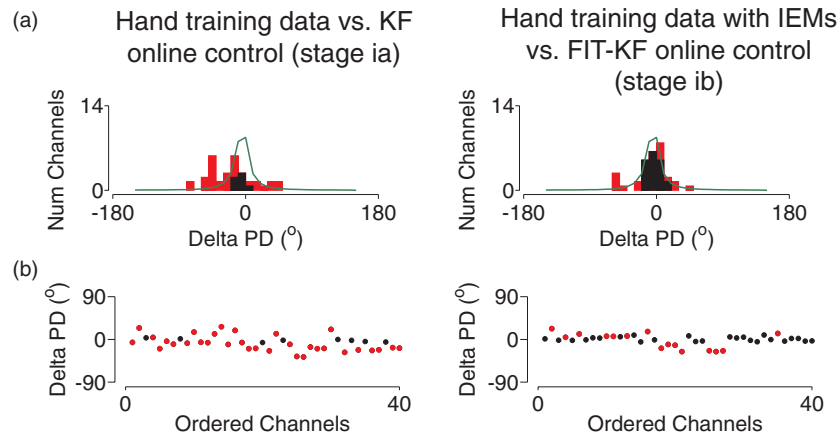 (a)
Hand training data vs. KF
online control (stage ia)
Hand training data with IEMs
vs. FIT-KF online control
(stage ib)
Num Channels
14
0
-180
0
180
Delta PD (º)
14
0
-180
0
180
Delta PD (º)
(b)
Delta PD (º)
90
0
-90
0
40
Ordered Channels
Delta PD (º)
90
0
-90
0
40
Ordered Channels